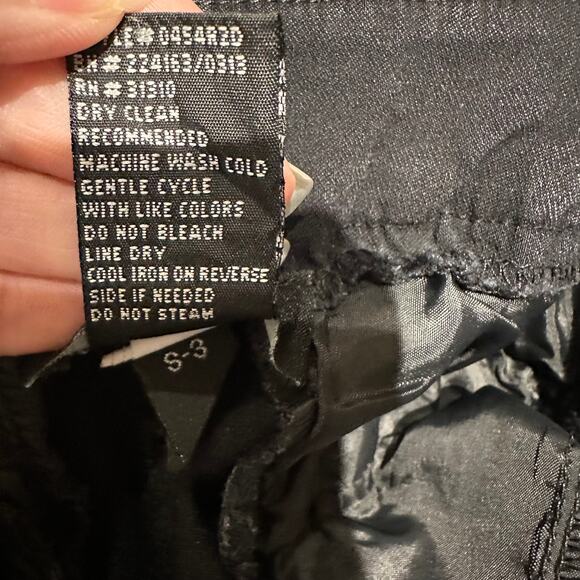 # 0454R2D
BH# 224163/0313
RN # 31310
DRY CLEAN
RECOMMENDED
MACHINE WASH COLD
GENTLE CYCLE
WITH LIKE COLORS
DO NOT BLEACH
LINE DRY
COOL IRON ON REVERSE
SIDE IF NEEDED
DO NOT STEAM
S-3